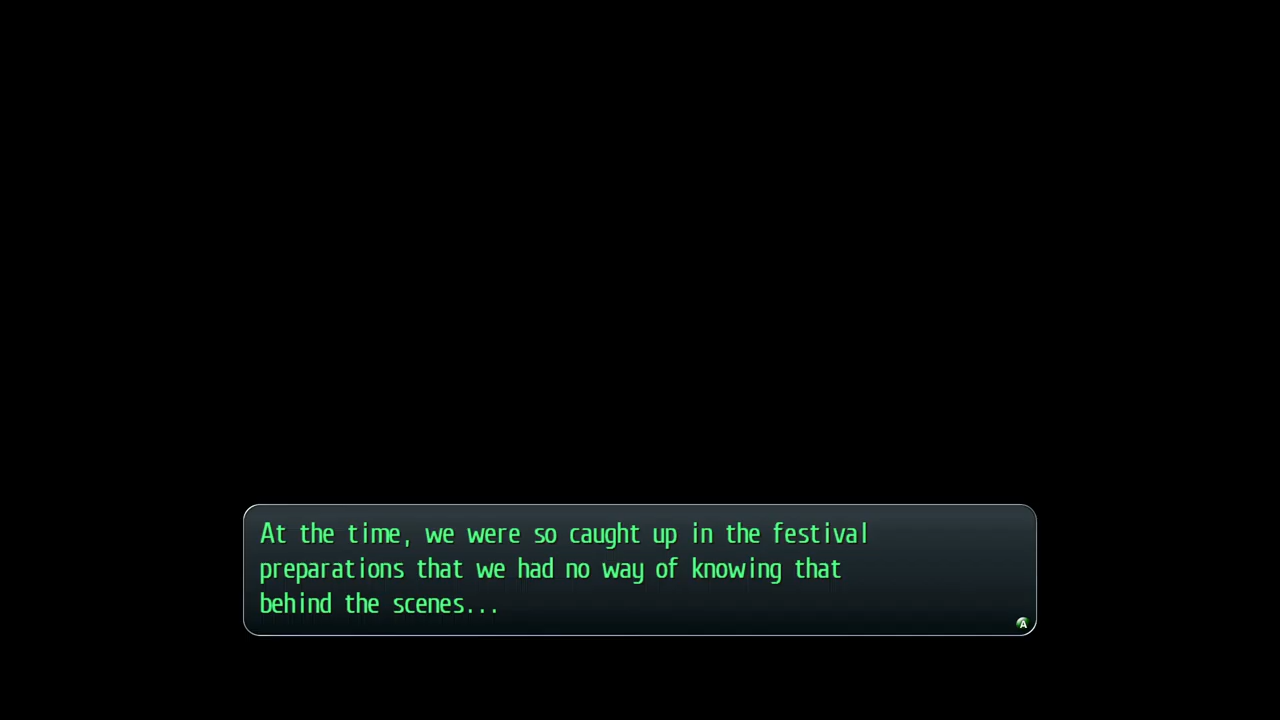 At the time, we were so caught up in the festival
preparations that we had no way of knowing that
behind the scenes...
A